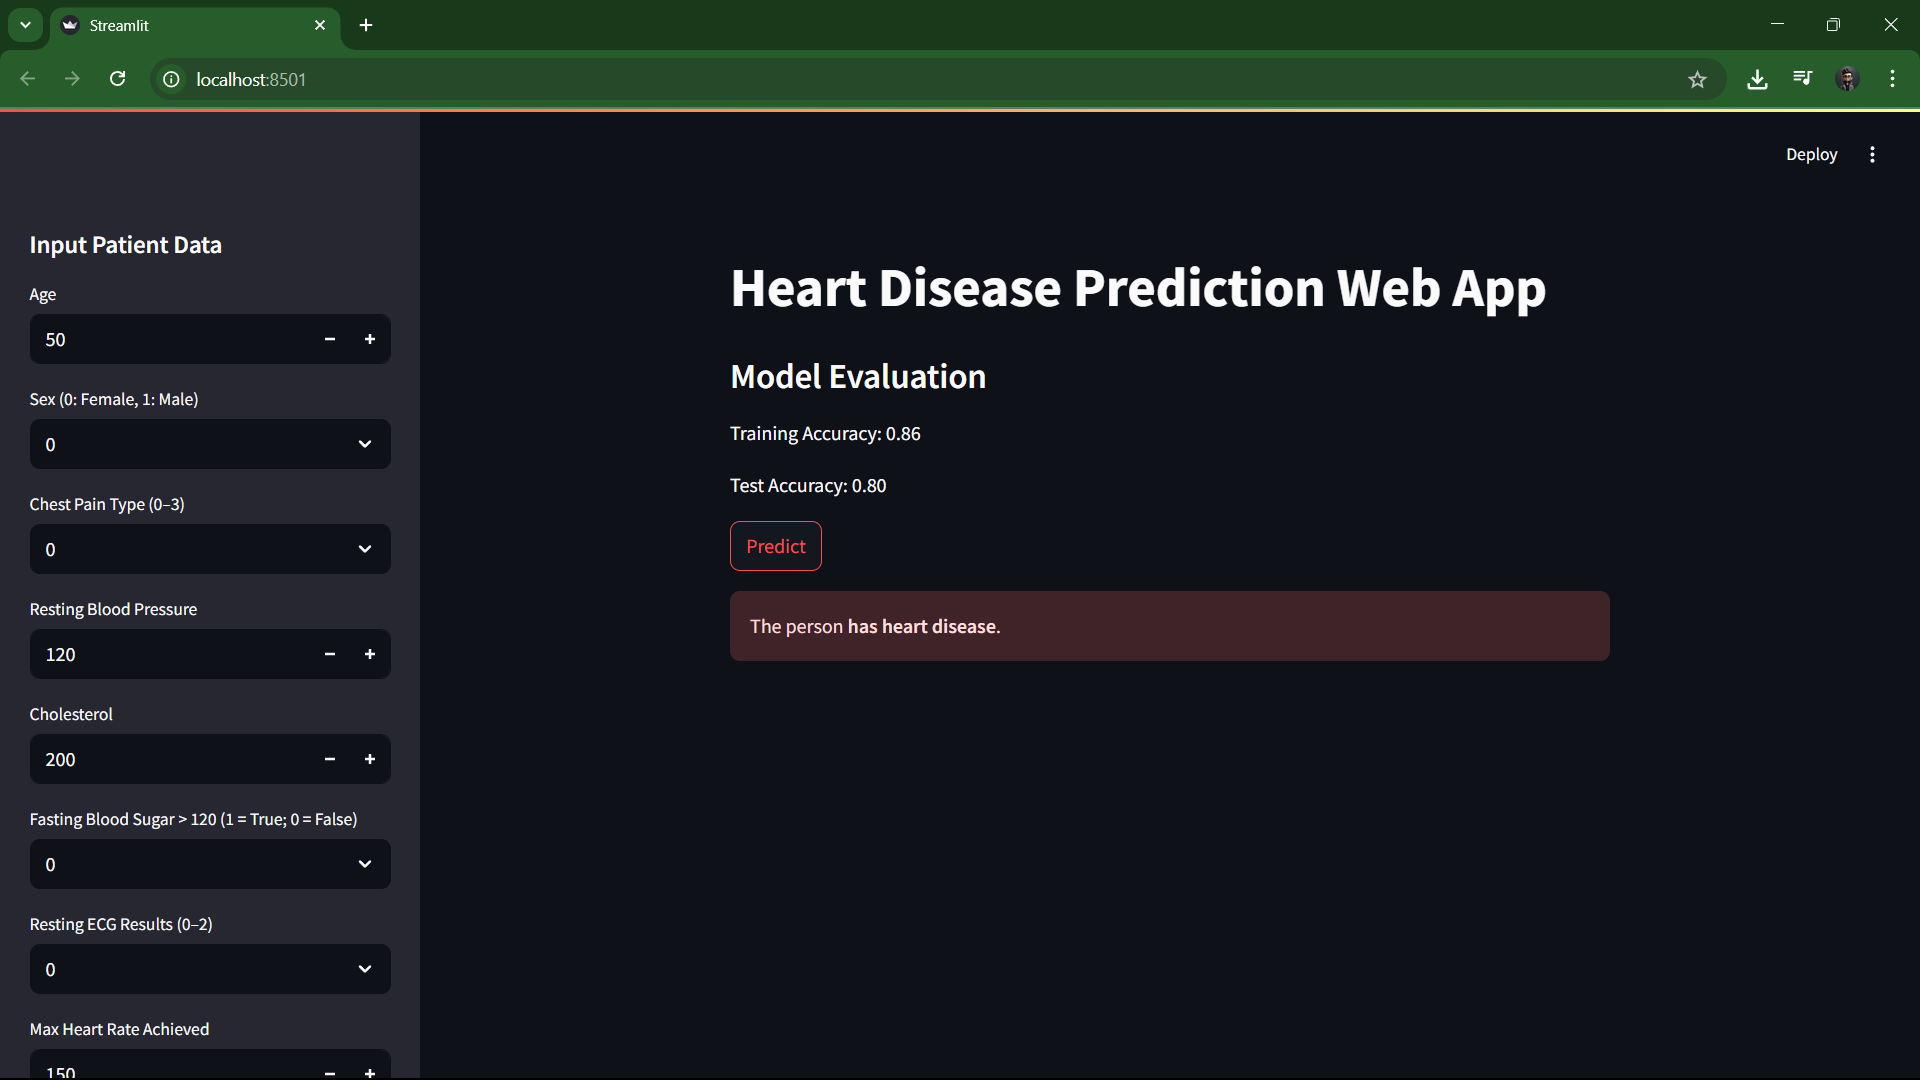 Streamlit
localhost:8501
Deploy
Input Patient Data
Age
50
Sex (0: Female, 1: Male)
0
Chest Pain Type (0–3)
0
Resting Blood Pressure
120
Cholesterol
200
Fasting Blood Sugar > 120 (1 = True; 0 = False)
0
Resting ECG Results (0–2)
0
Max Heart Rate Achieved
150
Heart Disease Prediction Web App
Model Evaluation
Training Accuracy: 0.86
Test Accuracy: 0.80
Predict
The person has heart disease.